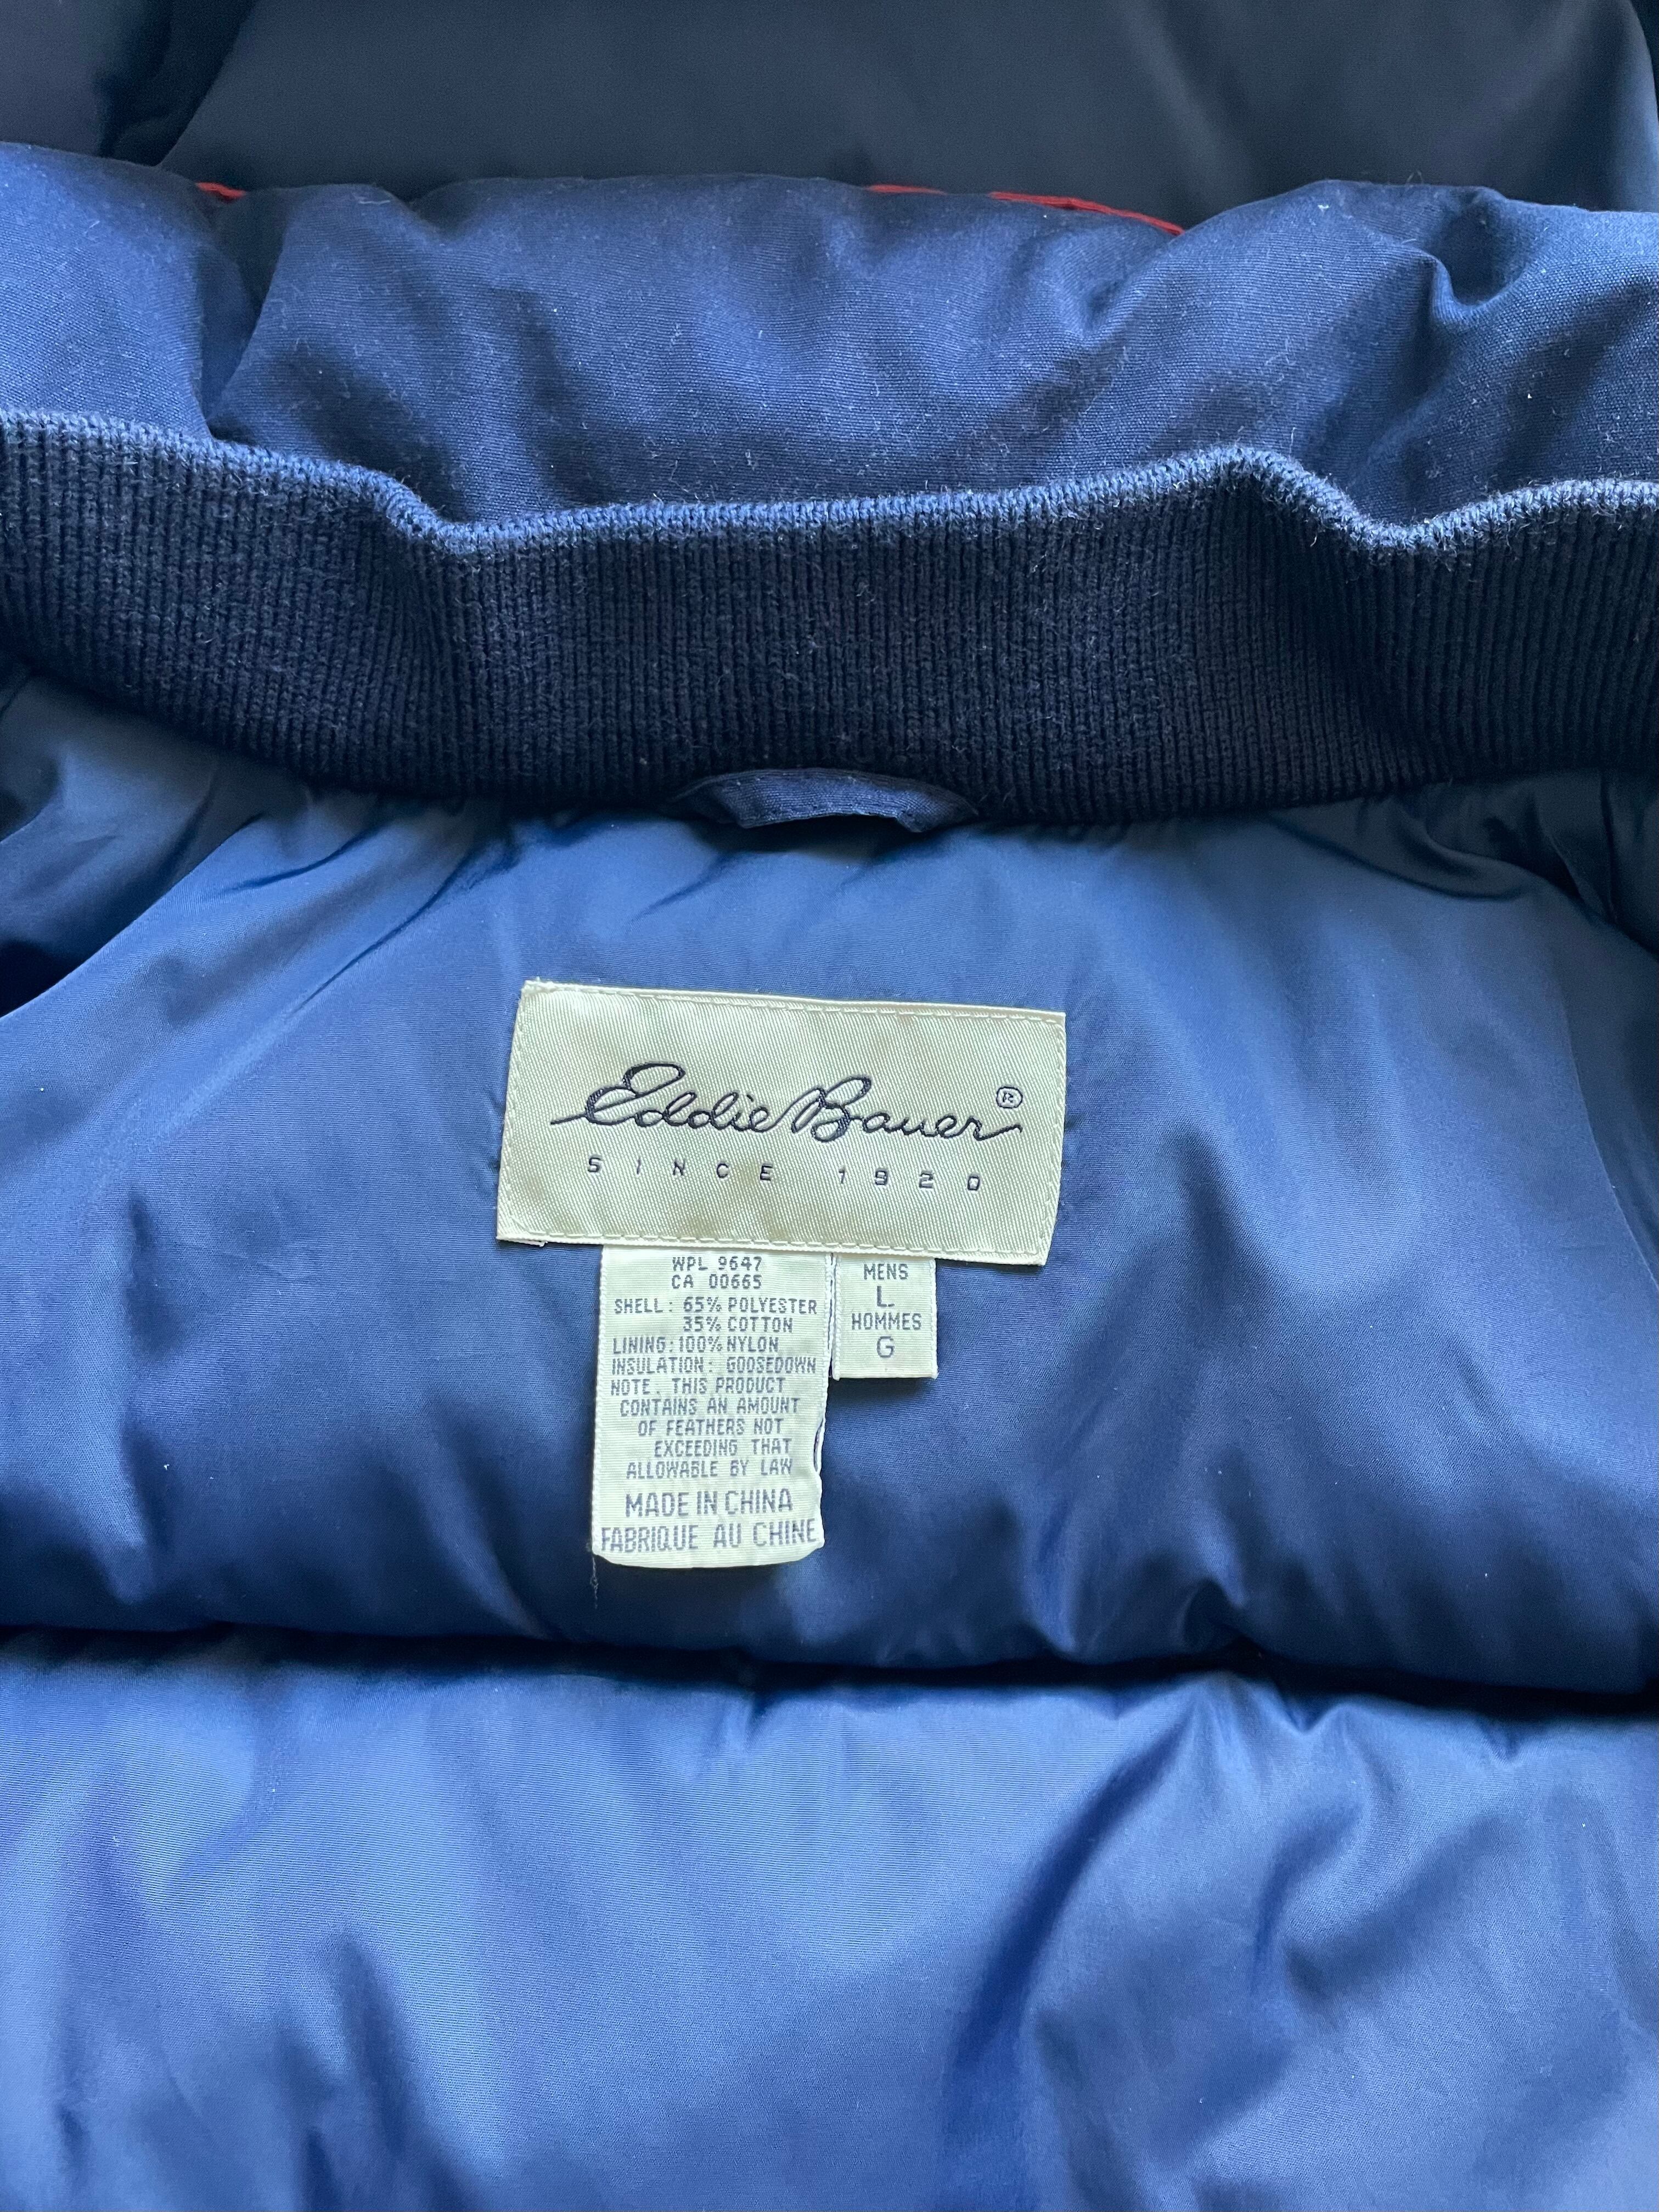 Eddie Bauer®
SINCE 1920
WPL 9647
CA 00665
SHELL: 65% POLYESTER
35% COTTON
LINING: 100% NYLON
INSULATION: GOOSEDOWN
NOTE. THIS PRODUCT
CONTAINS AN AMOUNT
OF FEATHERS NOT
EXCEEDING THAT
ALLOWABLE BY LAW
MADE IN CHINA
FABRIQUE AU CHINE
MENS
L
HOMMES
G